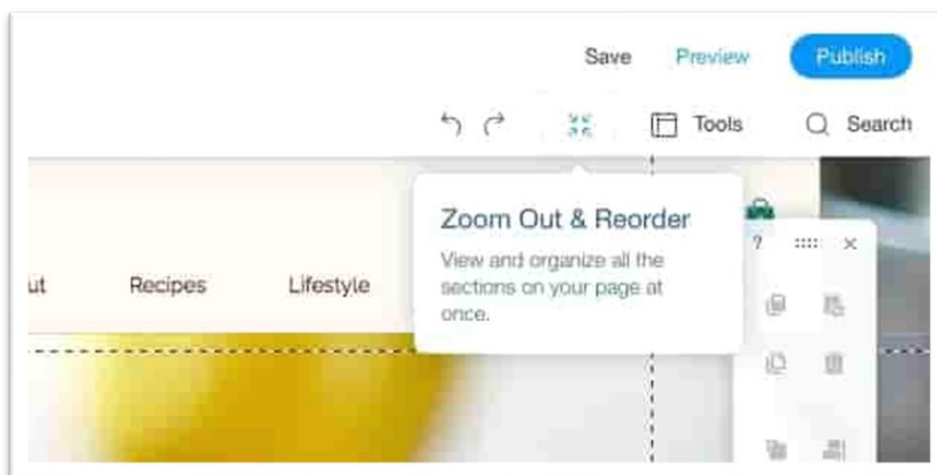 Save Preview Publish
Tools Search
Zoom Out & Reorder
View and organize all the
sections on your page at
once.
?
ut Recipes Lifestyle